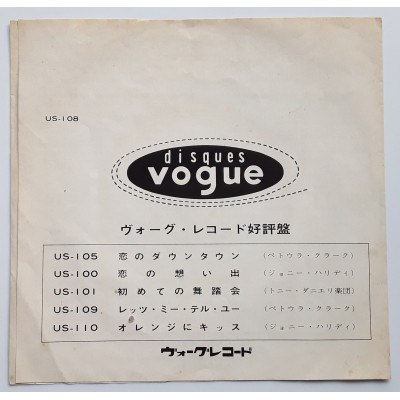 US-108
disques
vogue
ヴォーグ・レコード好評盤
US-105 恋のダウンタウン (ペトウラ・クラーク)
US-100 恋の想い出 (ジョニー・ハリディ)
US-101 初めての舞踏会 (トニー・ダニエリ楽団)
US-109 レッツ・ミー・テル・ユー (ペトウラ・クラーク)
US-110 オレンジにキッス (ジョニー・ハリディ)
ヴォーグ・レコード